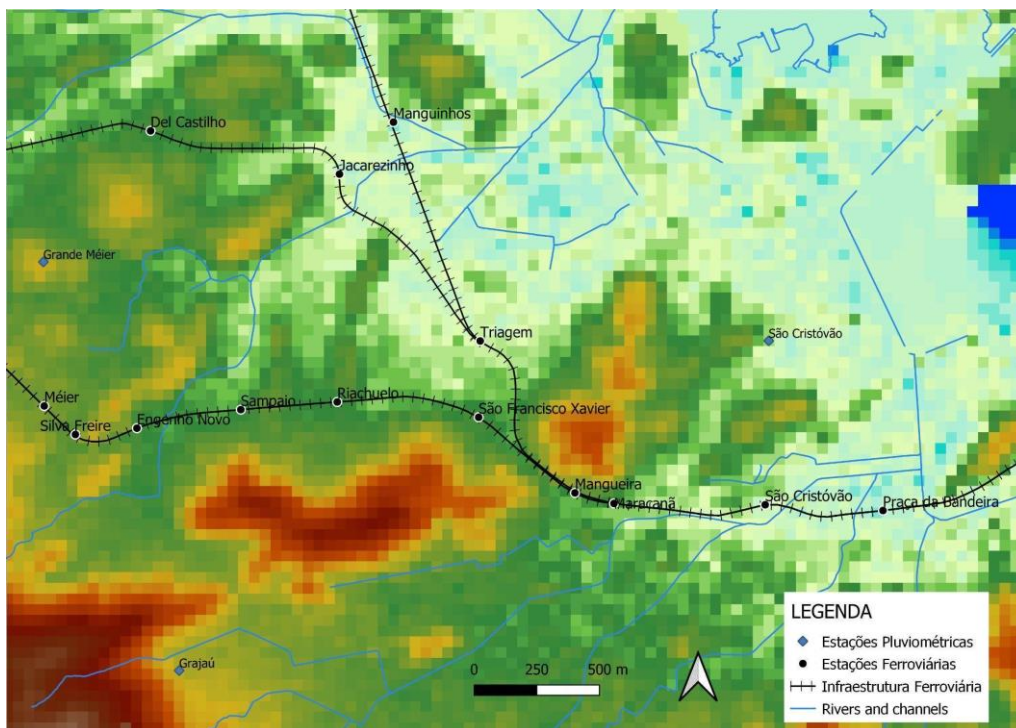 Manguinhos
Del Castilho
Jacarezinho
Grande Méier
Triagem
São Cristóvão
Méier
Sampaio
Riachuelo
Silva Freire
Engenho Novo
São Francisco Xavier
Mangueira
Maracanã
São Cristóvão
Praça da Bandeira
Grajaú
0 250 500 m
LEGENDA
Estações Pluviométricas
Estações Ferroviárias
Infraestrutura Ferroviária
Rivers and channels